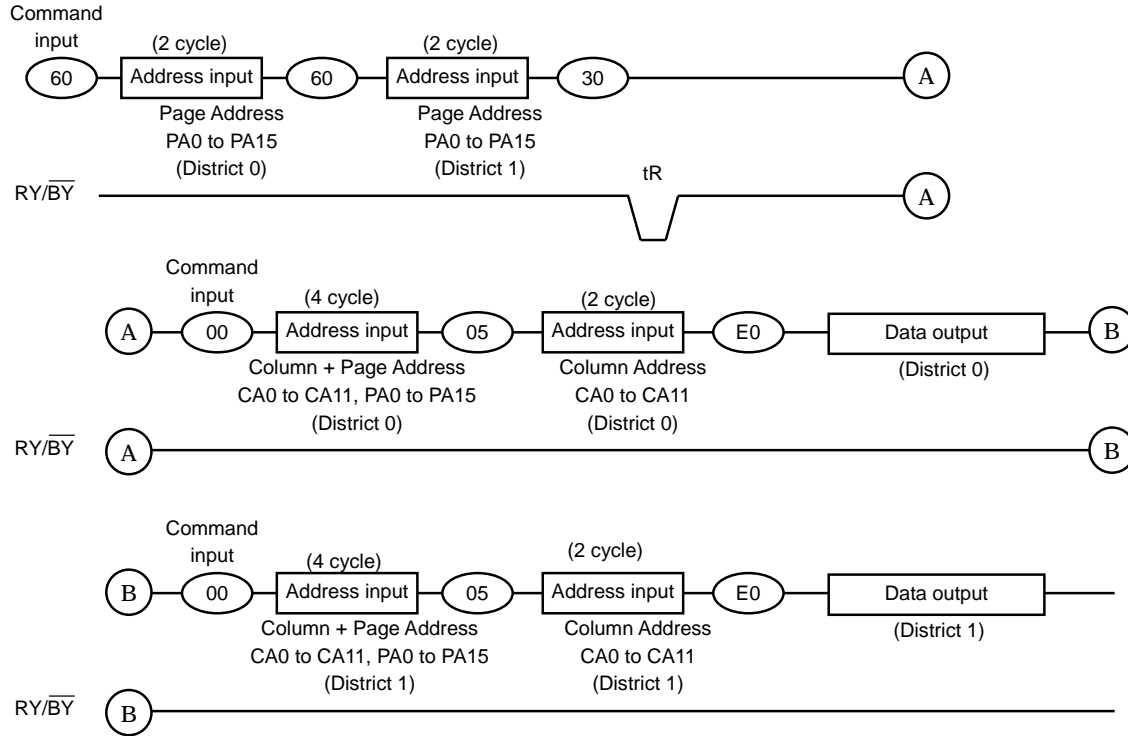 Command
input
(2 cycle) (2 cycle)
60 Address input 60 Address input 30 A
Page Address Page Address
PA0 to PA15 PA0 to PA15
(District 0) (District 1)
tR
RY/BY A
Command
input
(4 cycle) (2 cycle)
A 00 Address input 05 Address input E0 Data output B
Column + Page Address Column Address (District 0)
CA0 to CA11, PA0 to PA15 CA0 to CA11
(District 0) (District 0)
RY/BY A B
Command
input
(4 cycle) (2 cycle)
B 00 Address input 05 Address input E0 Data output
Column + Page Address Column Address (District 1)
CA0 to CA11, PA0 to PA15 CA0 to CA11
(District 1) (District 1)
RY/BY B